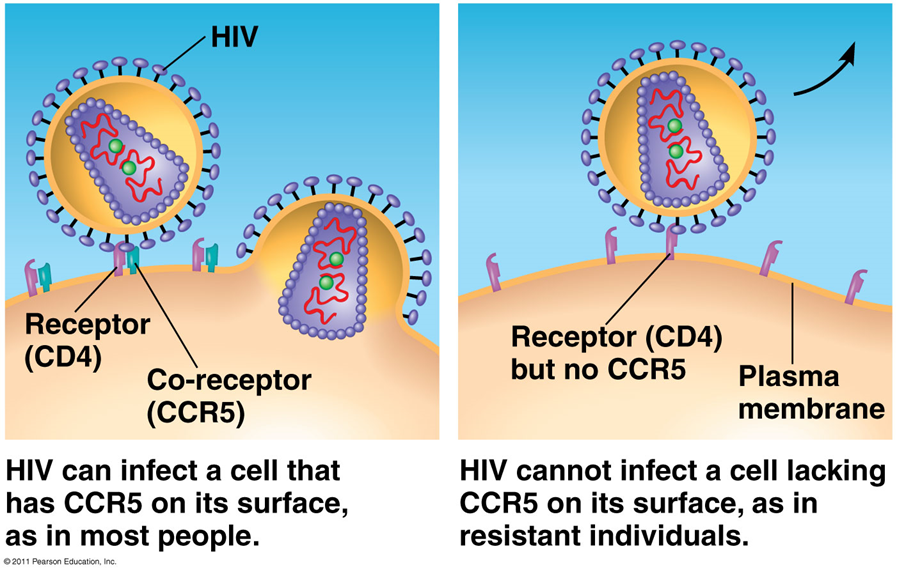 HIV
Receptor
(CD4)
Co-receptor
(CCR5)
HIV can infect a cell that
has CCR5 on its surface,
as in most people.
Receptor (CD4)
but no CCR5
Plasma
membrane
HIV cannot infect a cell lacking
CCR5 on its surface, as in
resistant individuals.
© 2011 Pearson Education, Inc.